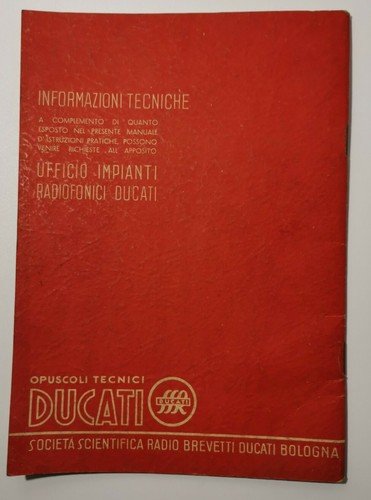 INFORMAZIONI TECNICHE
A COMPLEMENTO DI QUANTO
ESPOSTO NEL PRESENTE MANUALE
D'ISTRUZIONI PRATICHE, POSSONO
VENIRE RICHIESTE ALL'APPOSITO
UFFICIO IMPIANTI
RADIOFONICI DUCATI
OPUSCOLI TECNICI
DUCATI
SSR
DUCATI
SOCIETÀ SCIENTIFICA RADIO BREVETTI DUCATI BOLOGNA